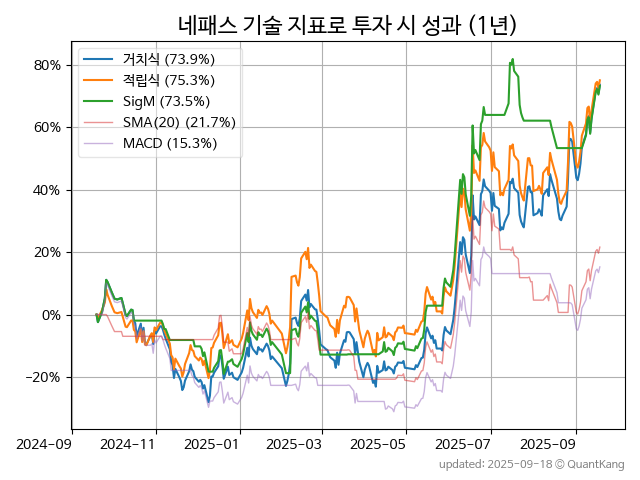 네패스 기술 지표로 투자 시 성과 (1년)
거치식 (73.9%)
적립식 (75.3%)
SigM (73.5%)
SMA(20) (21.7%)
MACD (15.3%)
80%
60%
40%
20%
0%
−20%
2024-09 2024-11 2025-01 2025-03 2025-05 2025-07 2025-09
updated: 2025-09-18 ⓒ QuantKang